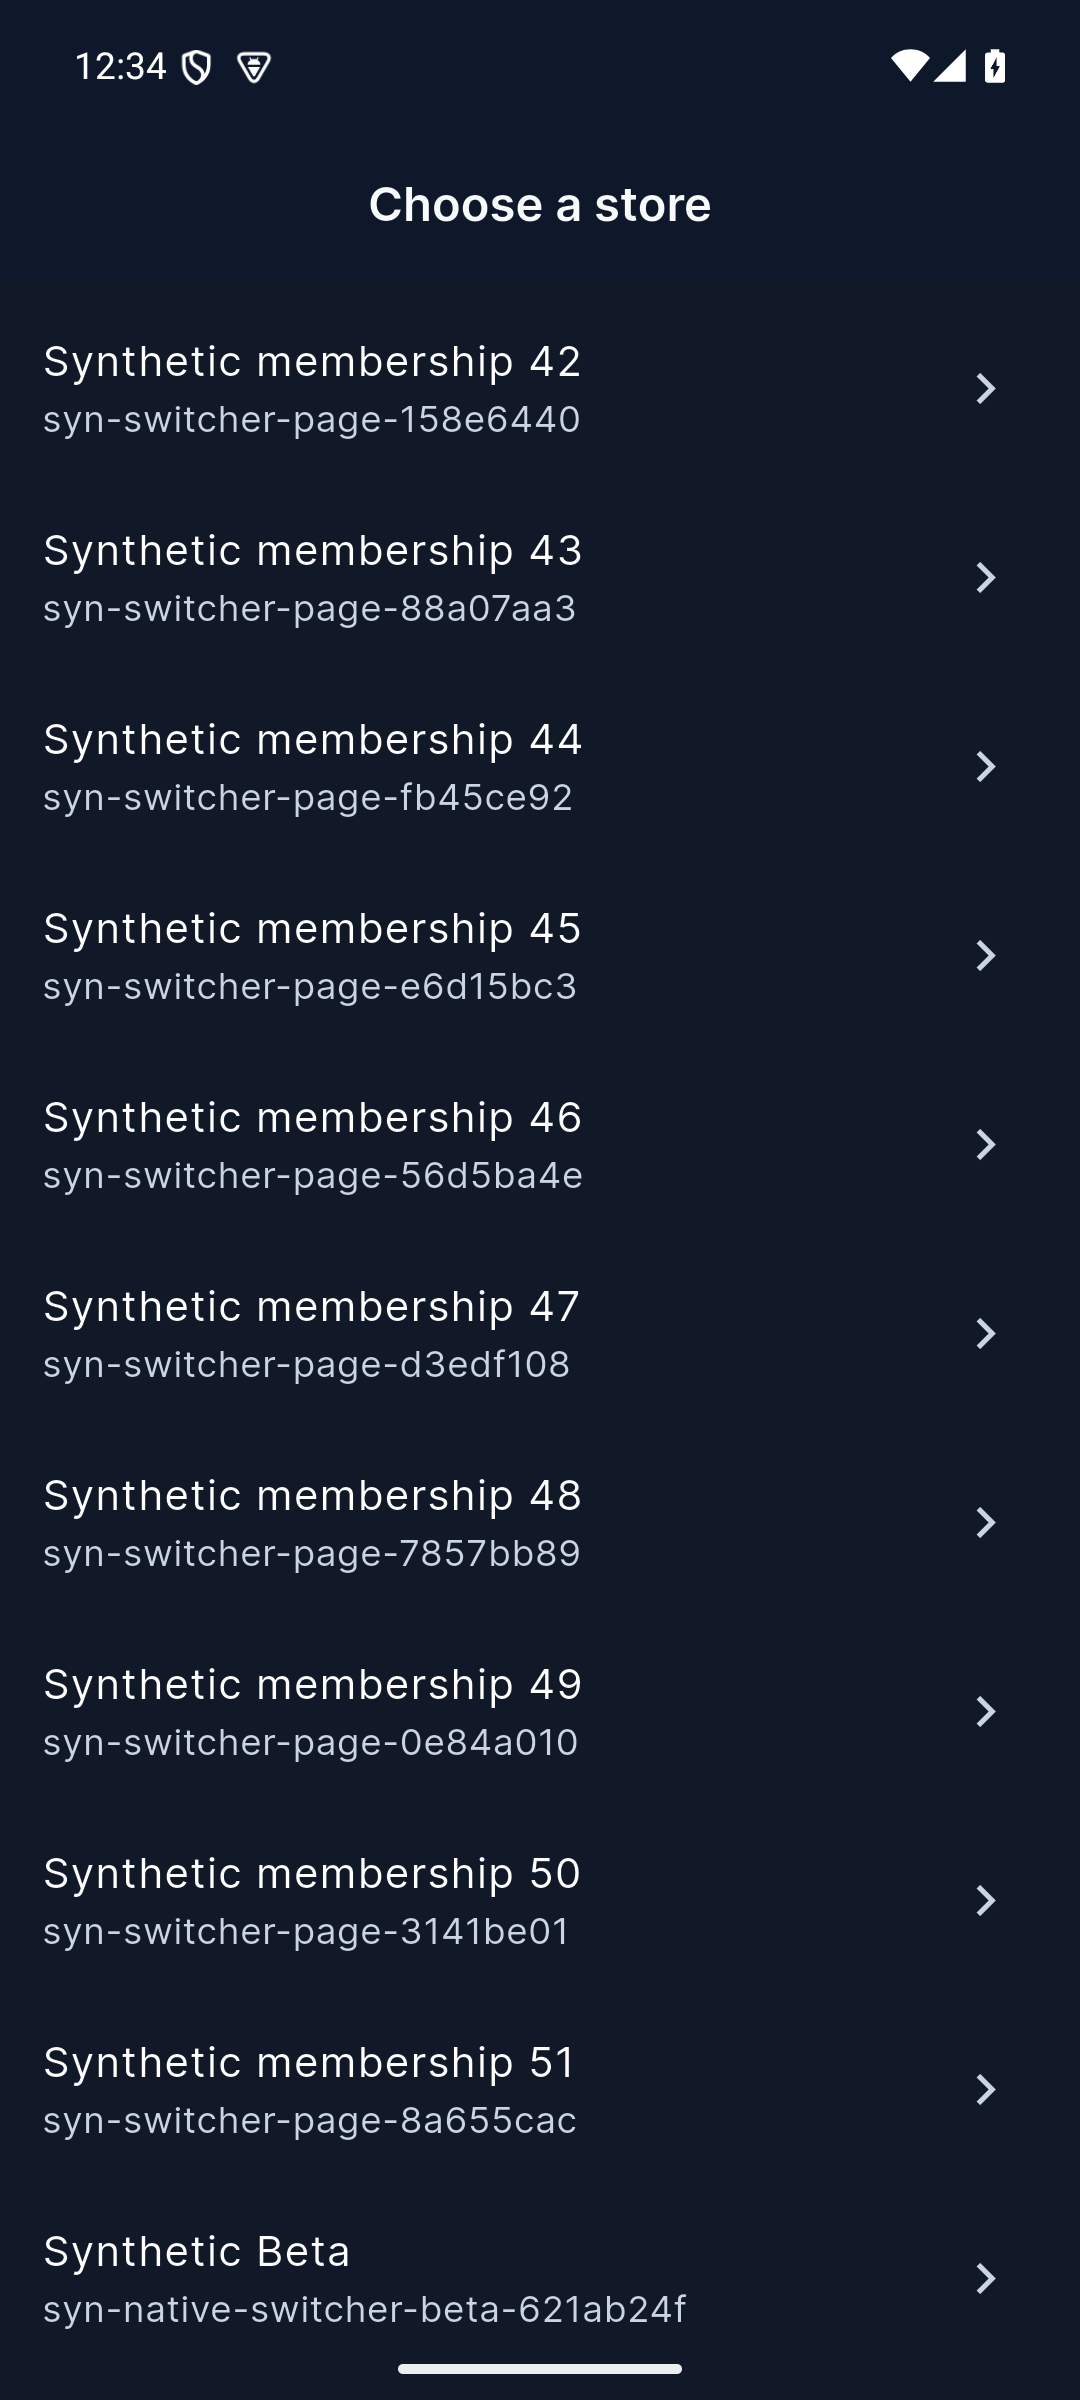 12:34
Choose a store
Synthetic membership 42
syn-switcher-page-158e6440
Synthetic membership 43
syn-switcher-page-88a07aa3
Synthetic membership 44
syn-switcher-page-fb45ce92
Synthetic membership 45
syn-switcher-page-e6d15bc3
Synthetic membership 46
syn-switcher-page-56d5ba4e
Synthetic membership 47
syn-switcher-page-d3edf108
Synthetic membership 48
syn-switcher-page-7857bb89
Synthetic membership 49
syn-switcher-page-0e84a010
Synthetic membership 50
syn-switcher-page-3141be01
Synthetic membership 51
syn-switcher-page-8a655cac
Synthetic Beta
syn-native-switcher-beta-621ab24f